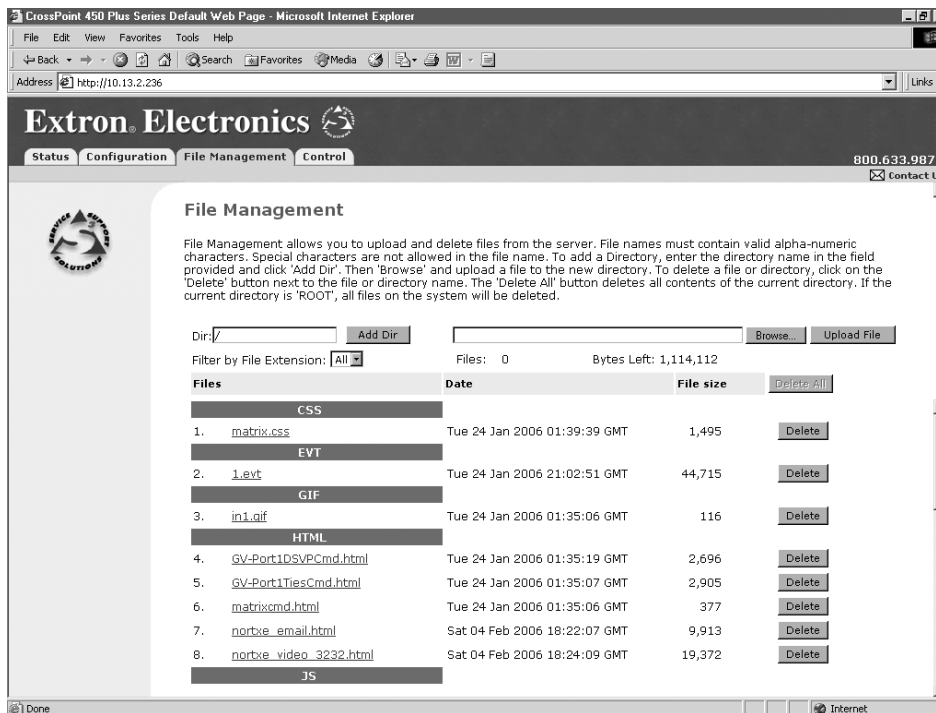 CrossPoint 450 Plus Series Default Web Page - Microsoft Internet Explorer
File Edit View Favorites Tools Help
Back Search Favorites Media
Address http://10.13.2.236 Links
Extron® Electronics
Status Configuration File Management Control
800.633.987
Contact U
SERVICE SUPPORT SOLUTIONS S3
File Management
File Management allows you to upload and delete files from the server. File names must contain valid alpha-numeric
characters. Special characters are not allowed in the file name. To add a Directory, enter the directory name in the field
provided and click 'Add Dir'. Then 'Browse' and upload a file to the new directory. To delete a file or directory, click on the
'Delete' button next to the file or directory name. The 'Delete All' button deletes all contents of the current directory. If the
current directory is 'ROOT', all files on the system will be deleted.
Dir: / Add Dir Browse... Upload File
Filter by File Extension: All Files: 0 Bytes Left: 1,114,112
Files Date File size Delete All
CSS
1. matrix.css Tue 24 Jan 2006 01:39:39 GMT 1,495 Delete
EVT
2. 1.evt Tue 24 Jan 2006 21:02:51 GMT 44,715 Delete
GIF
3. in1.gif Tue 24 Jan 2006 01:35:06 GMT 116 Delete
HTML
4. GV-Port1DSVPCmd.html Tue 24 Jan 2006 01:35:19 GMT 2,696 Delete
5. GV-Port1TiesCmd.html Tue 24 Jan 2006 01:35:07 GMT 2,905 Delete
6. matrixcmd.html Tue 24 Jan 2006 01:35:06 GMT 377 Delete
7. nortxe_email.html Sat 04 Feb 2006 18:22:07 GMT 9,913 Delete
8. nortxe_video_3232.html Sat 04 Feb 2006 18:24:09 GMT 19,372 Delete
JS
Done Internet